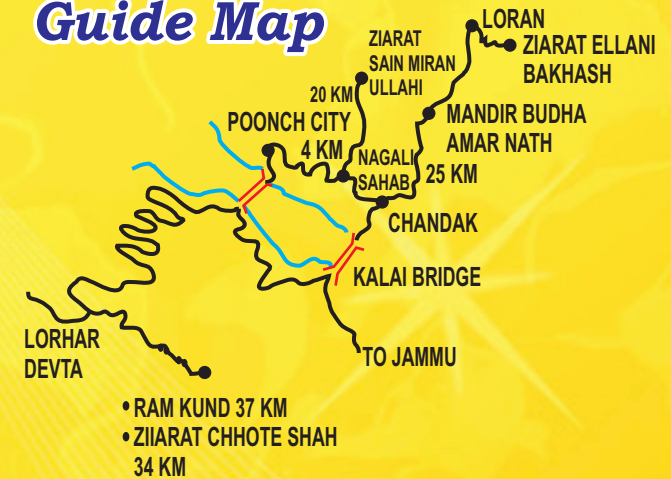 Guide Map
LORAN
ZIARAT ELLANI
BAKHASH
ZIARAT
SAIN MIRAN
ULLAHI
20 KM
MANDIR BUDHA
AMAR NATH
POONCH CITY
4 KM
NAGALI
SAHAB
25 KM
CHANDAK
KALAI BRIDGE
LORHAR
DEVTA
TO JAMMU
• RAM KUND 37 KM
• ZIIARAT CHHOTE SHAH
34 KM